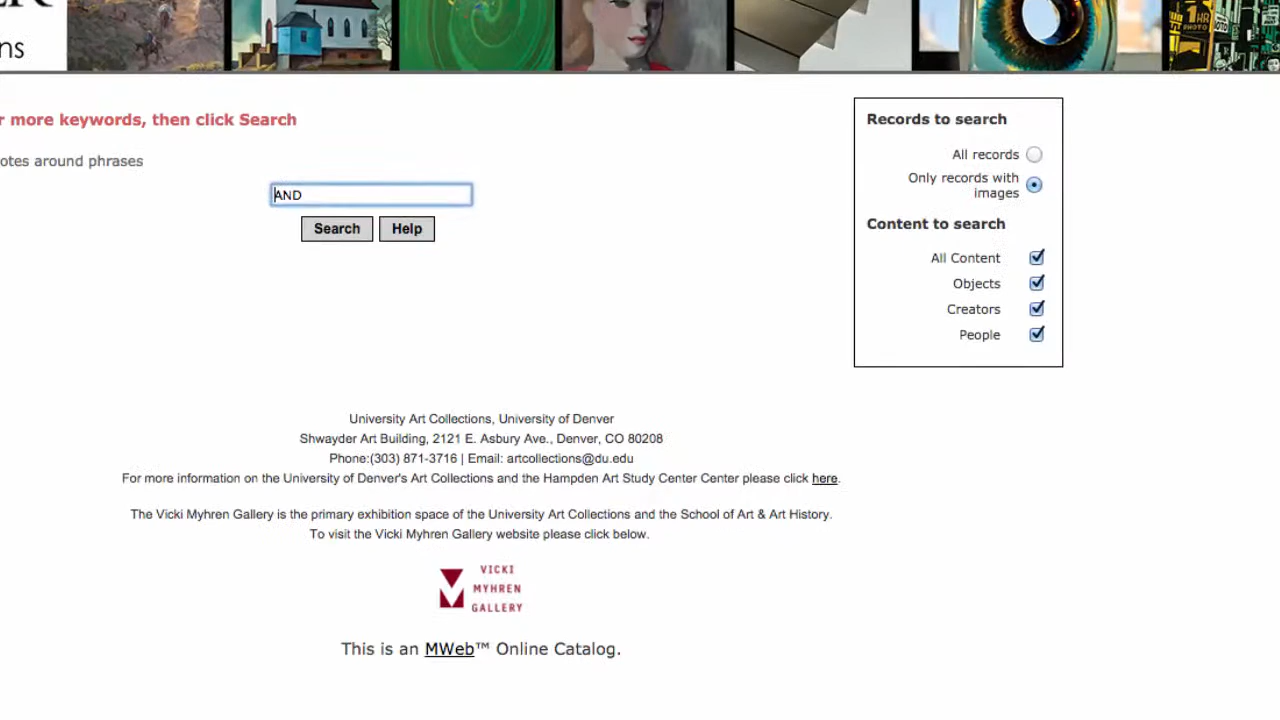 ns
1HR
PHOTO
r more keywords, then click Search
otes around phrases
AND
Search Help
Records to search
All records
Only records with
images
Content to search
All Content
Objects
Creators
People
University Art Collections, University of Denver
Shwayder Art Building, 2121 E. Asbury Ave., Denver, CO 80208
Phone:(303) 871-3716 | Email: artcollections@du.edu
For more information on the University of Denver's Art Collections and the Hampden Art Study Center Center please click here.
The Vicki Myhren Gallery is the primary exhibition space of the University Art Collections and the School of Art & Art History.
To visit the Vicki Myhren Gallery website please click below.
VICKI
MYHREN
GALLERY
This is an MWeb™ Online Catalog.